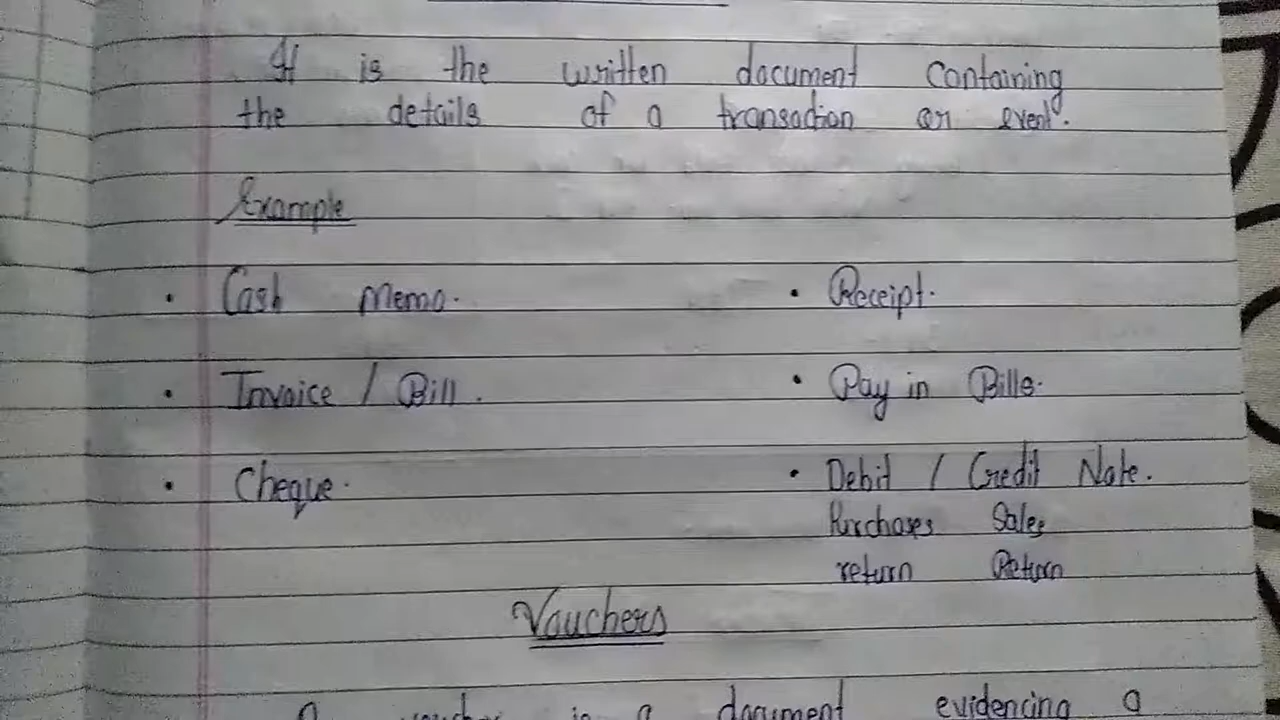 It is the written document containing
the details of a transaction or event.
Example
• Cash Memo. • Receipt.
• Invoice / Bill. • Pay in Bills.
• Cheque. • Debit / Credit Note.
Purchases Sales
return Return
Vouchers
A voucher is a document evidencing a